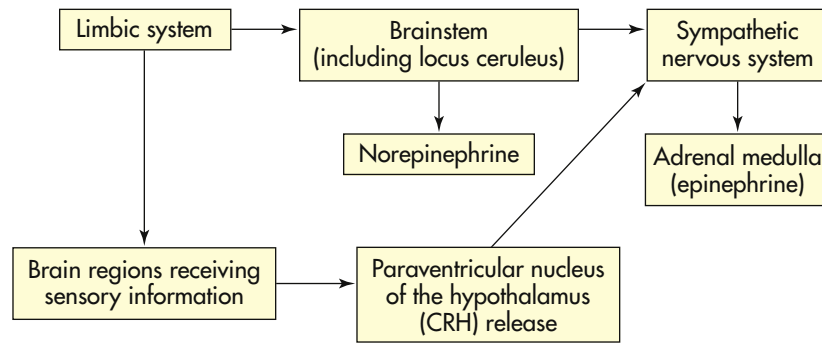 Limbic system
Brainstem
(including locus ceruleus)
Sympathetic
nervous system
Norepinephrine
Adrenal medulla
(epinephrine)
Brain regions receiving
sensory information
Paraventricular nucleus
of the hypothalamus
(CRH) release